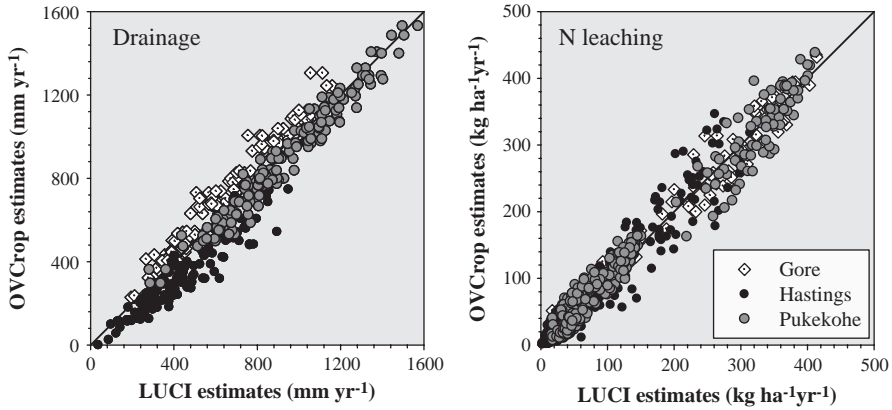 Drainage
OVCrop estimates (mm yr-1)
1600
1200
800
400
0
0 400 800 1200 1600
LUCI estimates (mm yr-1)
N leaching
OVCrop estimates (kg ha-1yr-1)
500
400
300
200
100
0
0 100 200 300 400 500
LUCI estimates (kg ha-1yr-1)
Gore
Hastings
Pukekohe